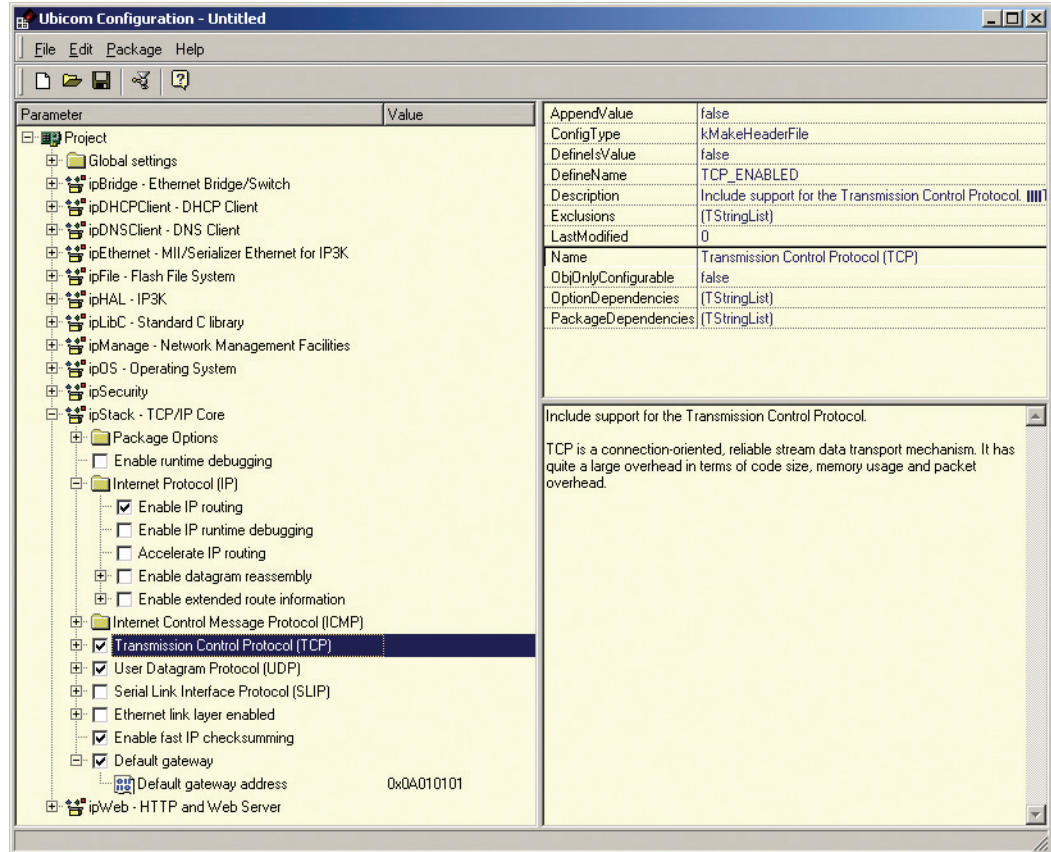 Ubicom Configuration - Untitled
File Edit Package Help
Parameter Value
Project
Global settings
ipBridge - Ethernet Bridge/Switch
ipDHCPClient - DHCP Client
ipDNSClient - DNS Client
ipEthernet - MII/Serializer Ethernet for IP3K
ipFile - Flash File System
ipHAL - IP3K
ipLibC - Standard C library
ipManage - Network Management Facilities
ipOS - Operating System
ipSecurity
ipStack - TCP/IP Core
Package Options
Enable runtime debugging
Internet Protocol (IP)
Enable IP routing
Enable IP runtime debugging
Accelerate IP routing
Enable datagram reassembly
Enable extended route information
Internet Control Message Protocol (ICMP)
Transmission Control Protocol (TCP)
User Datagram Protocol (UDP)
Serial Link Interface Protocol (SLIP)
Ethernet link layer enabled
Enable fast IP checksumming
Default gateway
Default gateway address 0x0A010101
ipWeb - HTTP and Web Server
AppendValue false
ConfigType kMakeHeaderFile
DefineIsValue false
DefineName TCP_ENABLED
Description Include support for the Transmission Control Protocol.
Exclusions (TStringList)
LastModified 0
Name Transmission Control Protocol (TCP)
ObjOnlyConfigurable false
OptionDependencies (TStringList)
PackageDependencies (TStringList)
Include support for the Transmission Control Protocol.
TCP is a connection-oriented, reliable stream data transport mechanism. It has
quite a large overhead in terms of code size, memory usage and packet
overhead.